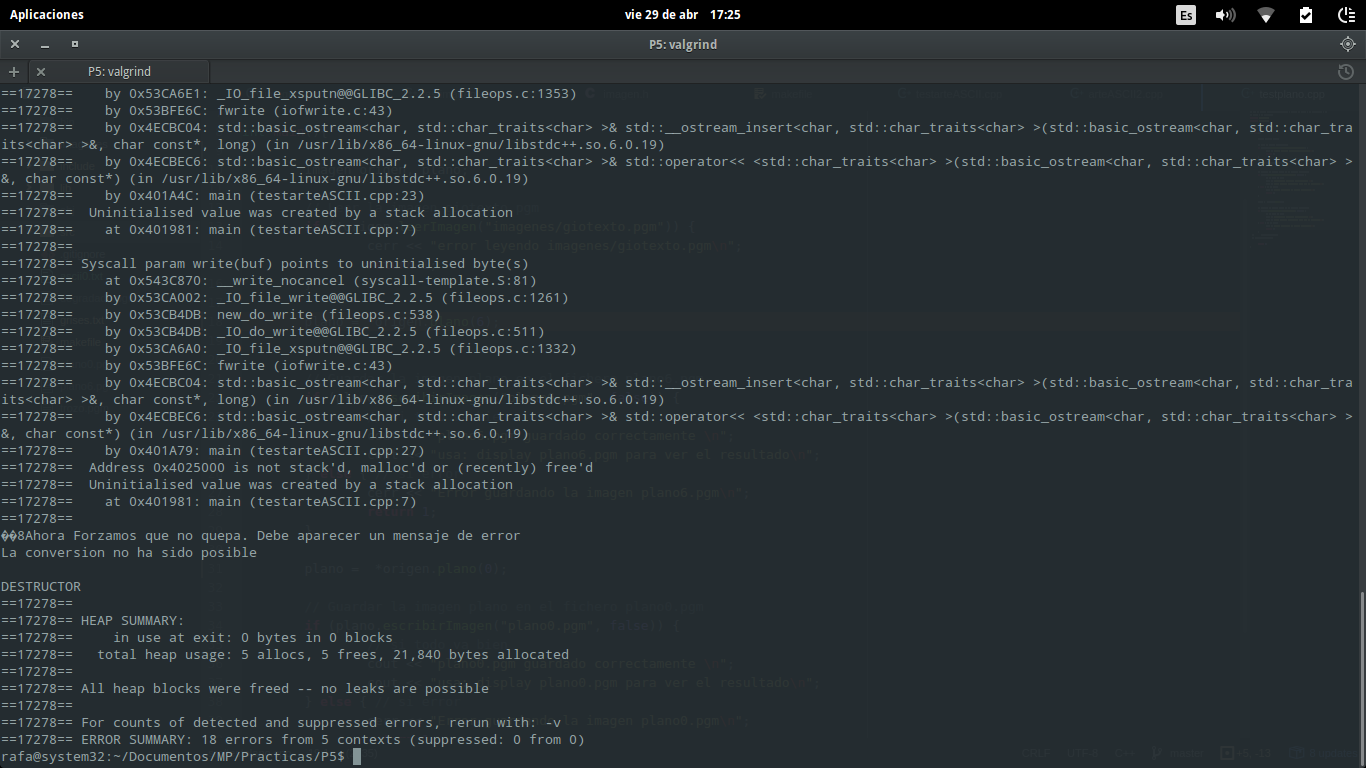 Aplicaciones
vie 29 de abr 17:25
Es
P5: valgrind
P5: valgrind
==17278==    by 0x53CA6E1: _IO_file_xsputn@@GLIBC_2.2.5 (fileops.c:1353)
==17278==    by 0x53BFE6C: fwrite (iofwrite.c:43)
==17278==    by 0x4ECBC04: std::basic_ostream<char, std::char_traits<char> >& std::__ostream_insert<char, std::char_traits<char> >(std::basic_ostream<char, std::char_tra
its<char> >&, char const*, long) (in /usr/lib/x86_64-linux-gnu/libstdc++.so.6.0.19)
==17278==    by 0x4ECBEC6: std::basic_ostream<char, std::char_traits<char> >& std::operator<< <std::char_traits<char> >(std::basic_ostream<char, std::char_traits<char> >
&, char const*) (in /usr/lib/x86_64-linux-gnu/libstdc++.so.6.0.19)
==17278==    by 0x401A4C: main (testarteASCII.cpp:23)
==17278==  Uninitialised value was created by a stack allocation
==17278==    at 0x401981: main (testarteASCII.cpp:7)
==17278==
==17278== Syscall param write(buf) points to uninitialised byte(s)
==17278==    at 0x543C870: __write_nocancel (syscall-template.S:81)
==17278==    by 0x53CA002: _IO_file_write@@GLIBC_2.2.5 (fileops.c:1261)
==17278==    by 0x53CB4DB: new_do_write (fileops.c:538)
==17278==    by 0x53CB4DB: _IO_do_write@@GLIBC_2.2.5 (fileops.c:511)
==17278==    by 0x53CA6A0: _IO_file_xsputn@@GLIBC_2.2.5 (fileops.c:1332)
==17278==    by 0x53BFE6C: fwrite (iofwrite.c:43)
==17278==    by 0x4ECBC04: std::basic_ostream<char, std::char_traits<char> >& std::__ostream_insert<char, std::char_traits<char> >(std::basic_ostream<char, std::char_tra
its<char> >&, char const*, long) (in /usr/lib/x86_64-linux-gnu/libstdc++.so.6.0.19)
==17278==    by 0x4ECBEC6: std::basic_ostream<char, std::char_traits<char> >& std::operator<< <std::char_traits<char> >(std::basic_ostream<char, std::char_traits<char> >
&, char const*) (in /usr/lib/x86_64-linux-gnu/libstdc++.so.6.0.19)
==17278==    by 0x401A79: main (testarteASCII.cpp:27)
==17278==  Address 0x4025000 is not stack'd, malloc'd or (recently) free'd
==17278==  Uninitialised value was created by a stack allocation
==17278==    at 0x401981: main (testarteASCII.cpp:7)
==17278==
��8Ahora Forzamos que no quepa. Debe aparecer un mensaje de error
La conversion no ha sido posible
DESTRUCTOR
==17278==
==17278== HEAP SUMMARY:
==17278==     in use at exit: 0 bytes in 0 blocks
==17278==   total heap usage: 5 allocs, 5 frees, 21,840 bytes allocated
==17278==
==17278== All heap blocks were freed -- no leaks are possible
==17278==
==17278== For counts of detected and suppressed errors, rerun with: -v
==17278== ERROR SUMMARY: 18 errors from 5 contexts (suppressed: 0 from 0)
rafa@system32:~/Documentos/MP/Practicas/P5$